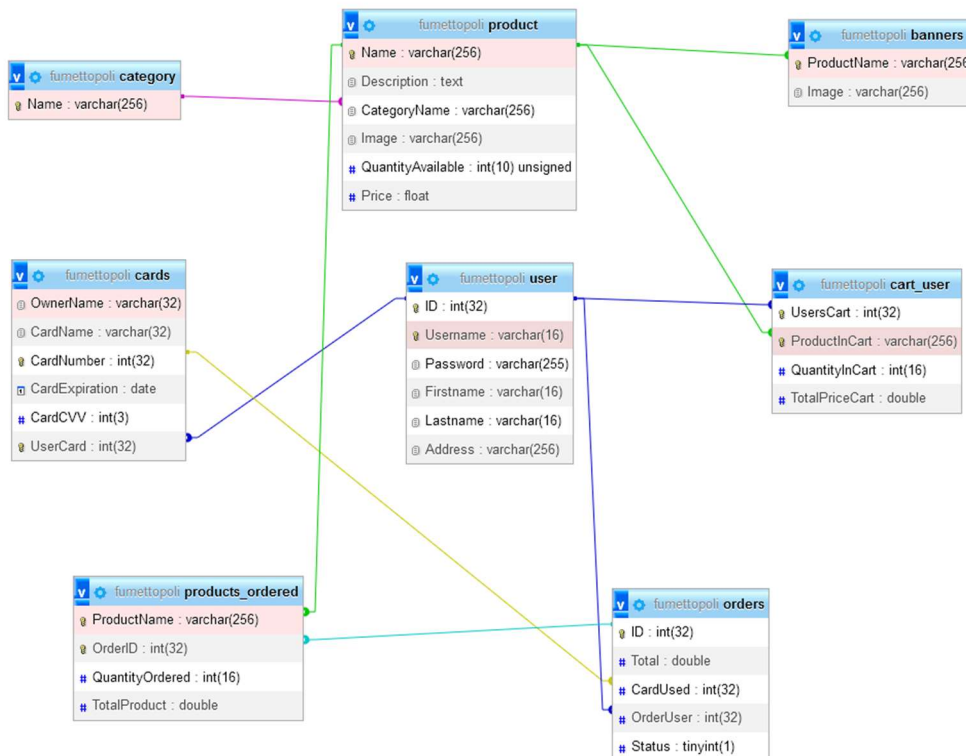 fumettopoli product
Name : varchar(256)
Description : text
CategoryName : varchar(256)
Image : varchar(256)
QuantityAvailable : int(10) unsigned
Price : float
fumettopoli banners
ProductName : varchar(256
Image : varchar(256)
fumettopoli category
Name : varchar(256)
fumettopoli cards
OwnerName : varchar(32)
CardName : varchar(32)
CardNumber : int(32)
CardExpiration : date
CardCVV : int(3)
UserCard : int(32)
fumettopoli user
ID : int(32)
Username : varchar(16)
Password : varchar(255)
Firstname : varchar(16)
Lastname : varchar(16)
Address : varchar(256)
fumettopoli cart_user
UsersCart : int(32)
ProductInCart : varchar(256)
QuantityInCart : int(16)
TotalPriceCart : double
fumettopoli products_ordered
ProductName : varchar(256)
OrderID : int(32)
QuantityOrdered : int(16)
TotalProduct : double
fumettopoli orders
ID : int(32)
Total : double
CardUsed : int(32)
OrderUser : int(32)
Status : tinyint(1)